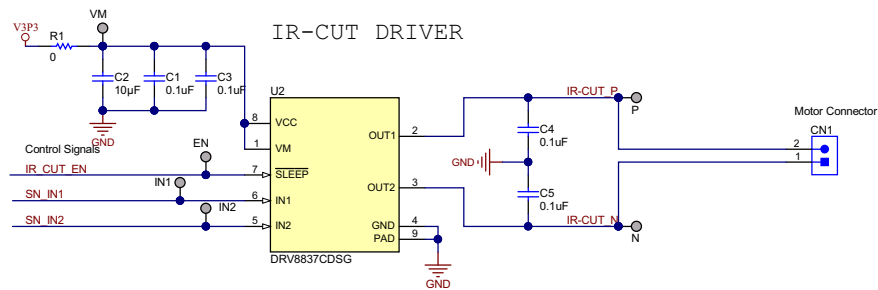 IR-CUT DRIVER
V3P3
VM
R1
0
C2
10µF
C1
0.1uF
C3
0.1uF
GND
U2
8
VCC
1
VM
7
SLEEP
6
IN1
5
IN2
OUT1
2
OUT2
3
GND
4
PAD
9
DRV8837CDSG
GND
Control Signals
EN
IR_CUT_EN
IN1
SN_IN1
IN2
SN_IN2
IR-CUT_P
P
C4
0.1uF
GND
C5
0.1uF
IR-CUT_N
N
Motor Connector
CN1
2
1